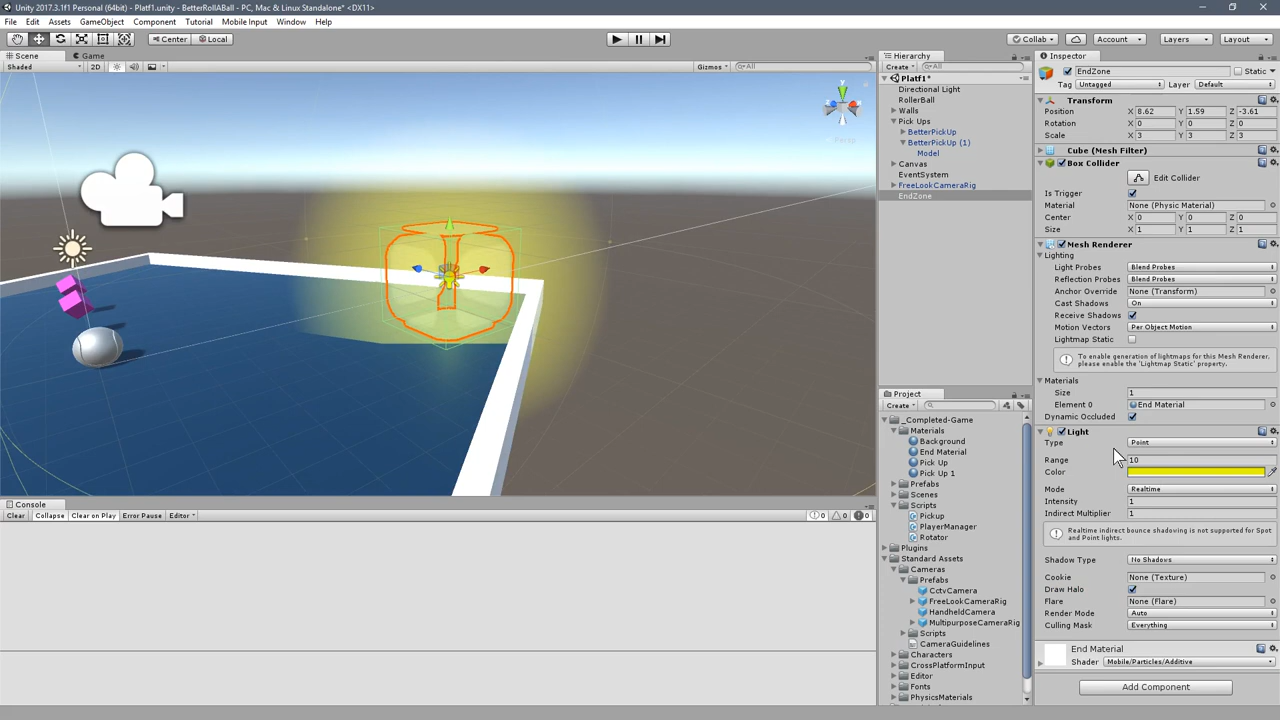 Unity 2017.3.1f1 Personal (64bit) - Platf1.unity - BetterRollABall - PC, Mac & Linux Standalone* <DX11>
File Edit Assets GameObject Component Tutorial Mobile Input Window Help
Center Local Collab Account Layers Layout
Scene Game
Shaded 2D Gizmos All
y
Persp
Hierarchy
Create All
Platf1*
Directional Light
RollerBall
Walls
Pick Ups
BetterPickUp
BetterPickUp (1)
Model
Canvas
EventSystem
FreeLookCameraRig
EndZone
Project
Create
_Completed-Game
Materials
Background
End Material
Pick Up
Pick Up 1
Prefabs
Scenes
Scripts
Pickup
PlayerManager
Rotator
Plugins
Standard Assets
Cameras
Prefabs
CctvCamera
FreeLookCameraRig
HandheldCamera
MultipurposeCameraRig
Scripts
CameraGuidelines
Characters
CrossPlatformInput
Editor
Fonts
PhysicsMaterials
Console
Clear Collapse Clear on Play Error Pause Editor 0 0 0
Inspector
EndZone Static
Tag Untagged Layer Default
Transform
Position X 8.62 Y 1.59 Z -3.61
Rotation X 0 Y 0 Z 0
Scale X 3 Y 3 Z 3
Cube (Mesh Filter)
Box Collider
Edit Collider
Is Trigger
Material None (Physic Material)
Center X 0 Y 0 Z 0
Size X 1 Y 1 Z 1
Mesh Renderer
Lighting
Light Probes Blend Probes
Reflection Probes Blend Probes
Anchor Override None (Transform)
Cast Shadows On
Receive Shadows
Motion Vectors Per Object Motion
Lightmap Static
To enable generation of lightmaps for this Mesh Renderer,
please enable the 'Lightmap Static' property.
Materials
Size 1
Element 0 End Material
Dynamic Occluded
Light
Type Point
Range 10
Color
Mode Realtime
Intensity 1
Indirect Multiplier 1
Realtime indirect bounce shadowing is not supported for Spot
and Point lights.
Shadow Type No Shadows
Cookie None (Texture)
Draw Halo
Flare None (Flare)
Render Mode Auto
Culling Mask Everything
End Material
Shader Mobile/Particles/Additive
Add Component